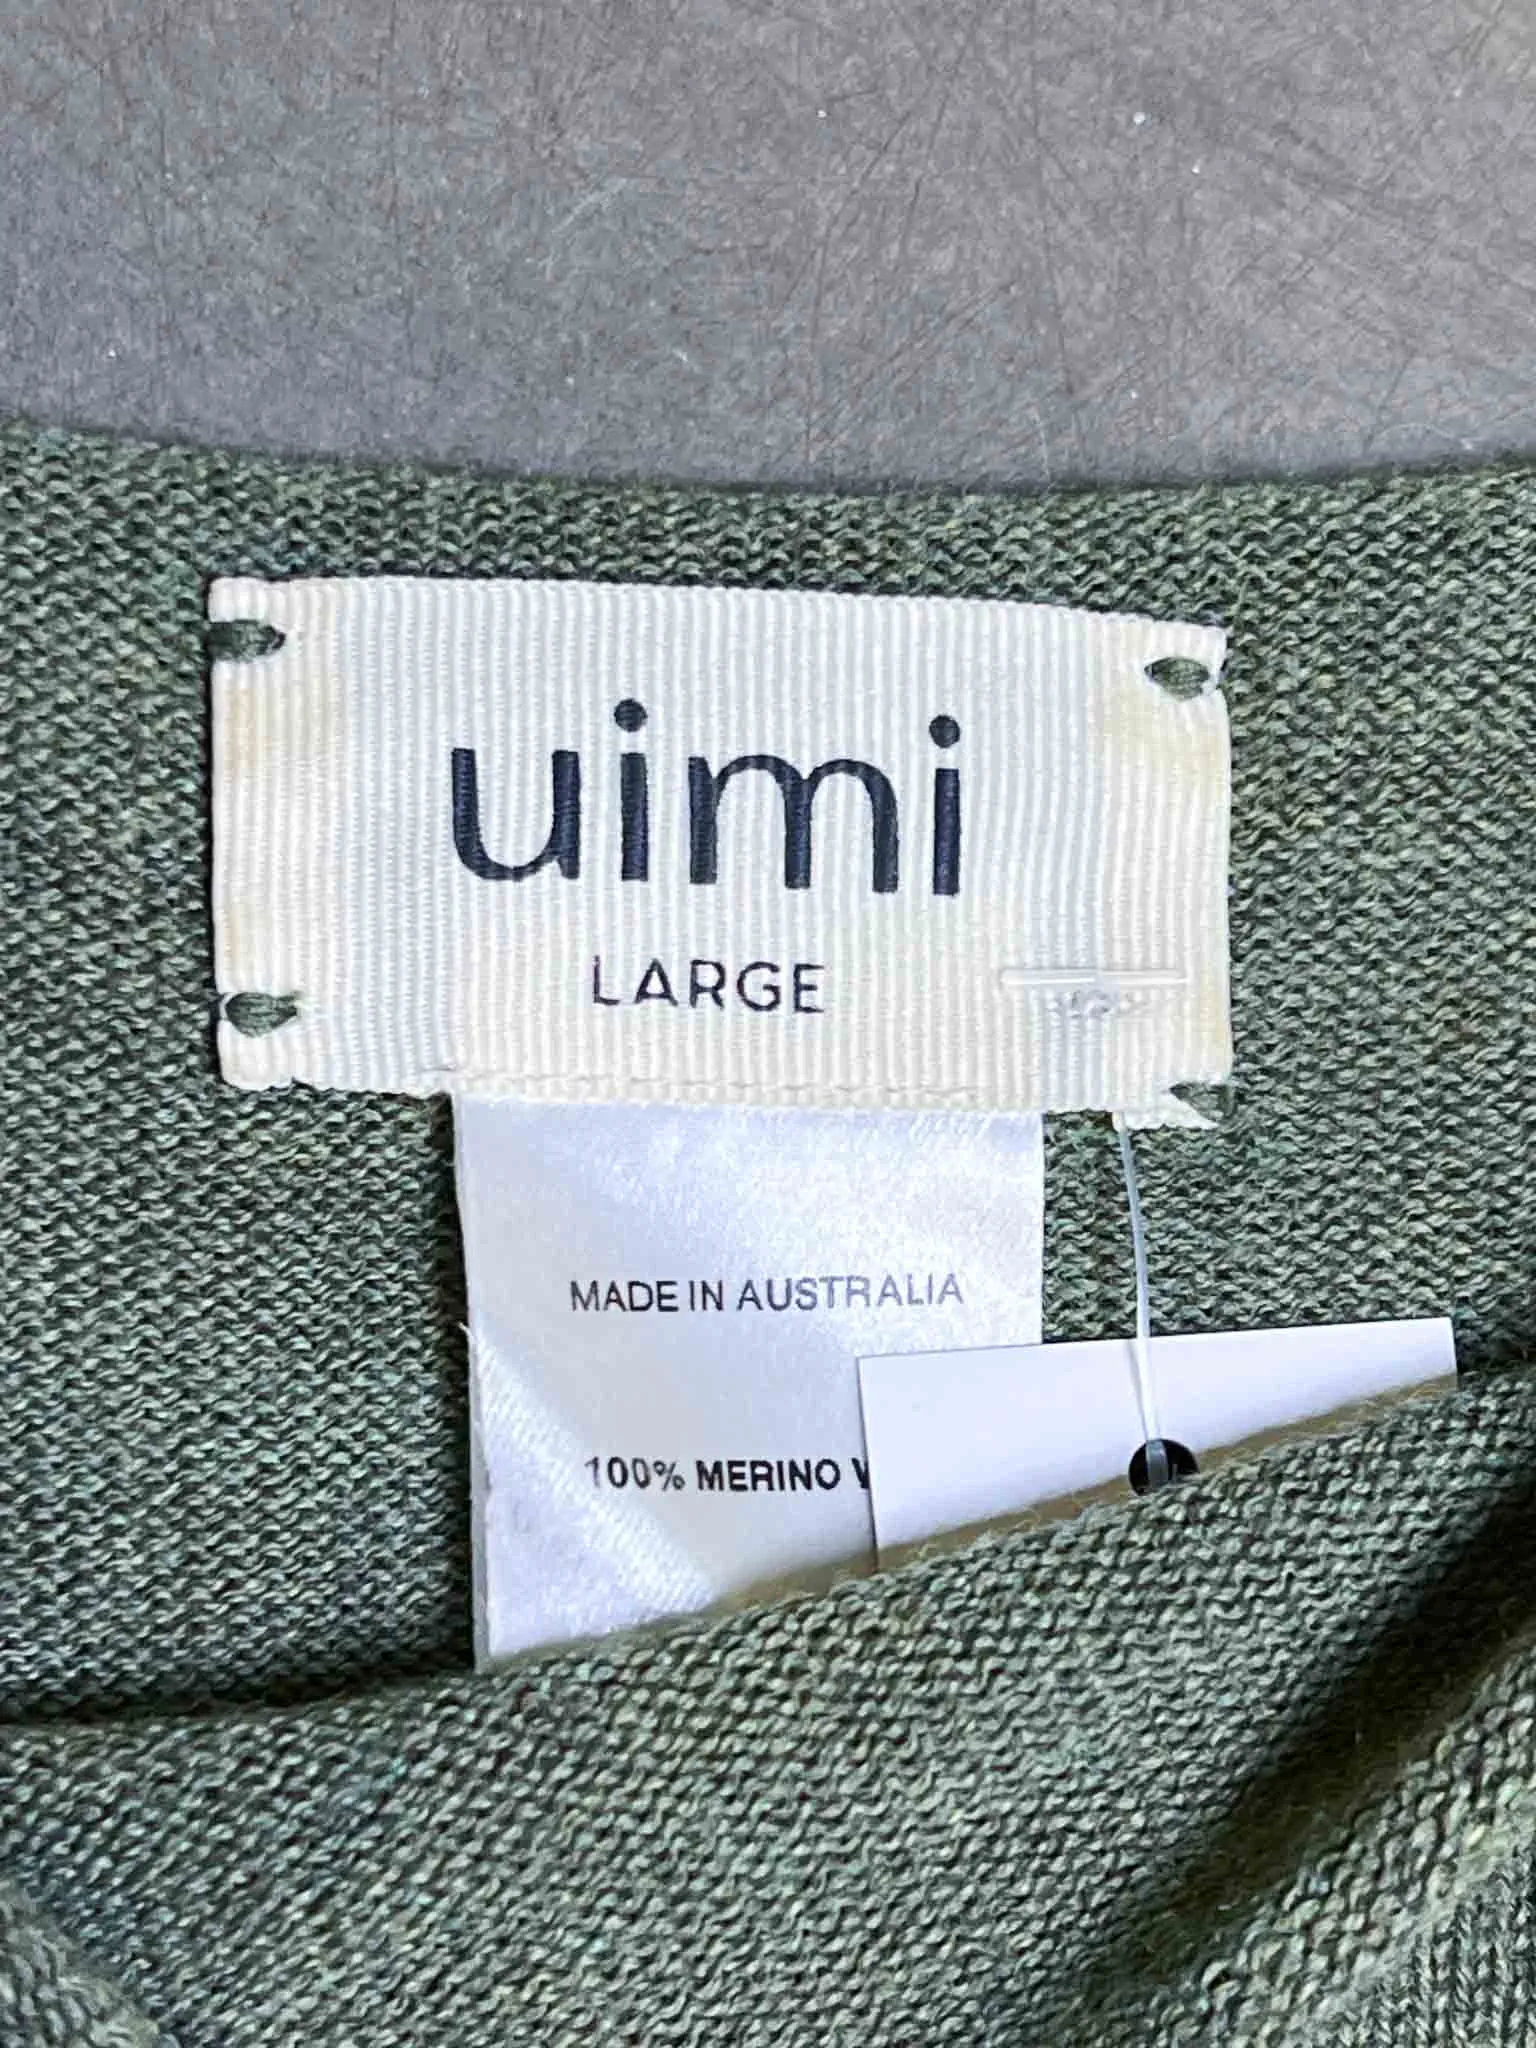 uimi
LARGE
MADE IN AUSTRALIA
100% MERINO